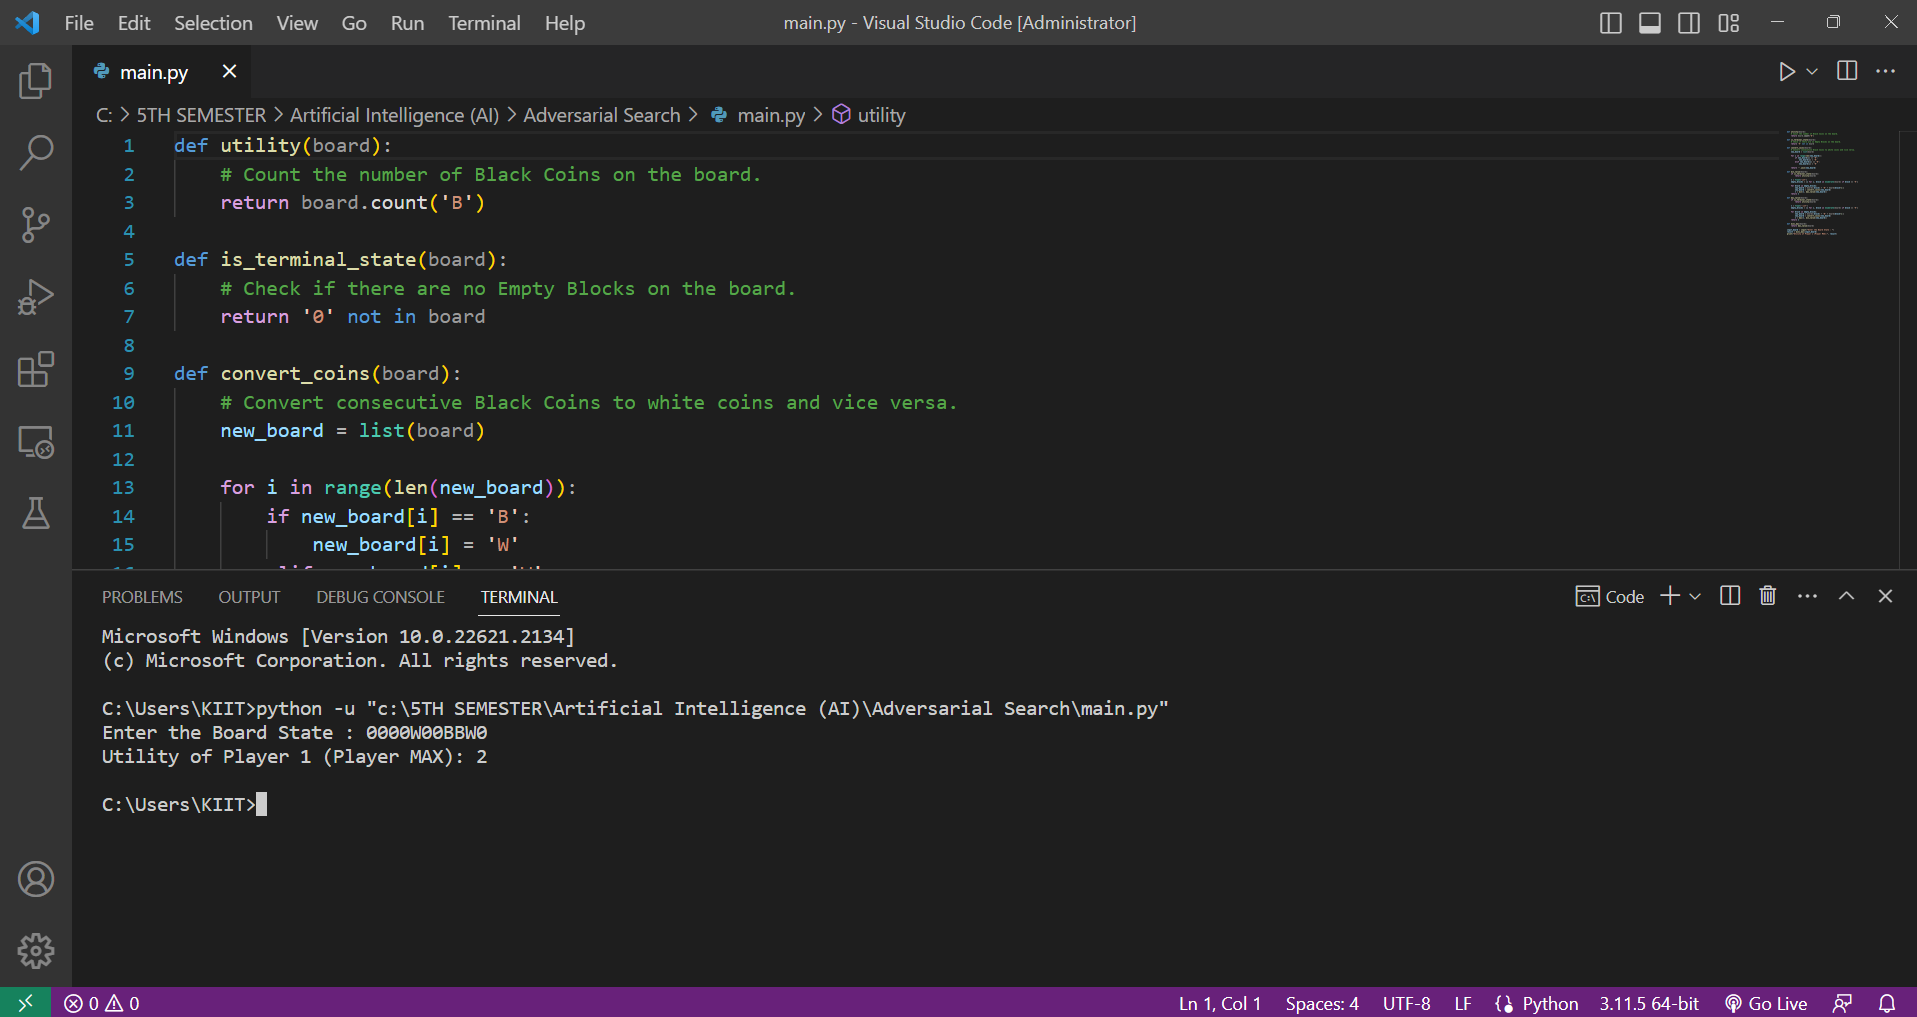 File Edit Selection View Go Run Terminal Help main.py - Visual Studio Code [Administrator]
main.py
C: > 5TH SEMESTER > Artificial Intelligence (AI) > Adversarial Search > main.py > utility
1 def utility(board):
2 # Count the number of Black Coins on the board.
3 return board.count('B')
4
5 def is_terminal_state(board):
6 # Check if there are no Empty Blocks on the board.
7 return '0' not in board
8
9 def convert_coins(board):
10 # Convert consecutive Black Coins to white coins and vice versa.
11 new_board = list(board)
12
13 for i in range(len(new_board)):
14 if new_board[i] == 'B':
15 new_board[i] = 'W'
PROBLEMS OUTPUT DEBUG CONSOLE TERMINAL Code
Microsoft Windows [Version 10.0.22621.2134]
(c) Microsoft Corporation. All rights reserved.
C:\Users\KIIT>python -u "c:\5TH SEMESTER\Artificial Intelligence (AI)\Adversarial Search\main.py"
Enter the Board State : 0000W00BBW0
Utility of Player 1 (Player MAX): 2
C:\Users\KIIT>
0 0 Ln 1, Col 1 Spaces: 4 UTF-8 LF Python 3.11.5 64-bit Go Live